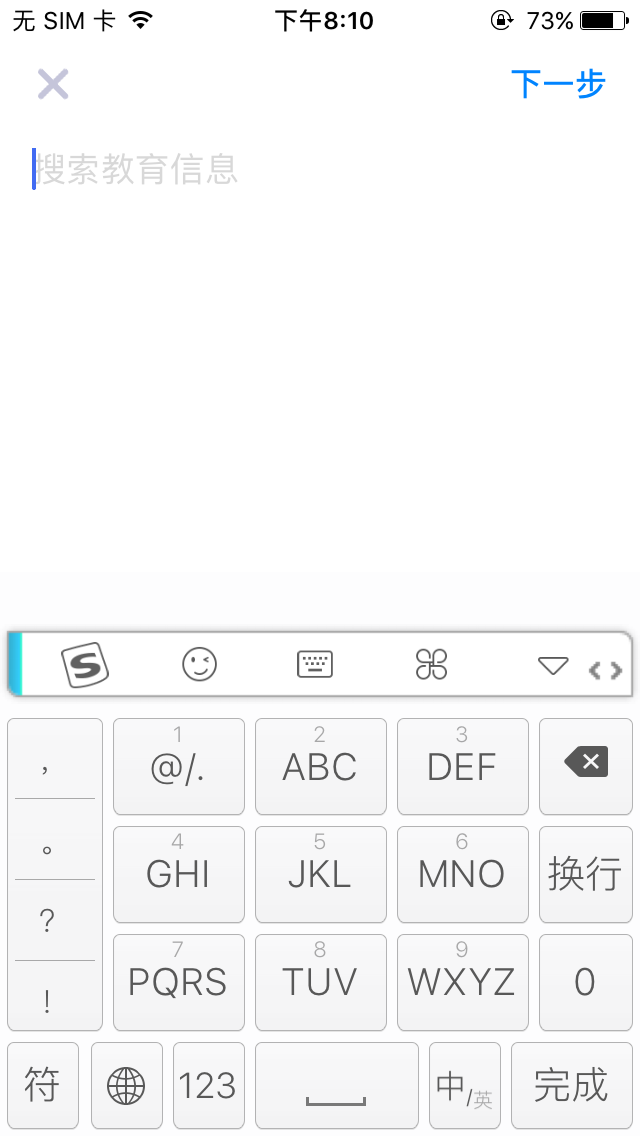 无 SIM 卡 下午8:10 73%
下一步
搜索教育信息
S
, 1 @/. 2 ABC 3 DEF
。 4 GHI 5 JKL 6 MNO 换行
?
! 7 PQRS 8 TUV 9 WXYZ 0
符 123 中/英 完成